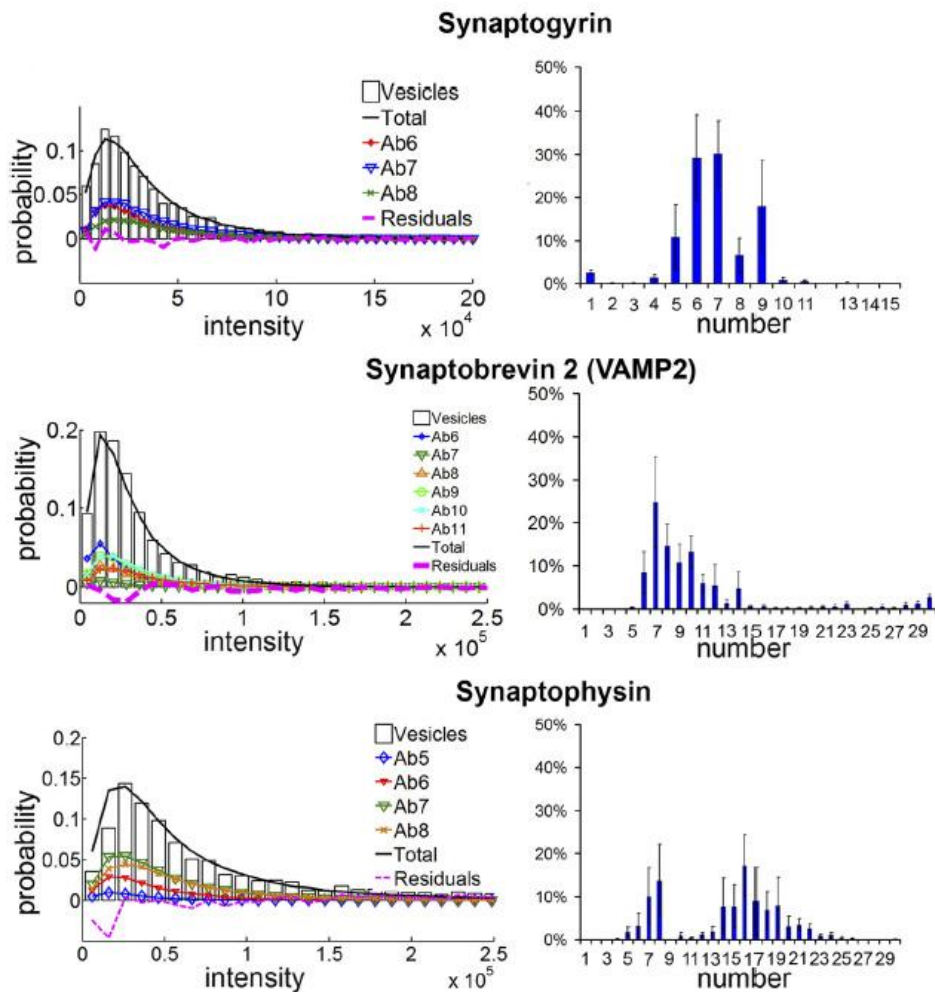 Synaptogyrin
Vesicles
Total
Ab6
Ab7
Ab8
Residuals
probability
0.1
0.05
0
0 5 10 15 20
intensity
x 10^4
50%
40%
30%
20%
10%
0%
1 2 3 4 5 6 7 8 9 10 11 13 14 15
number
Synaptobrevin 2 (VAMP2)
Vesicles
Ab6
Ab7
Ab8
Ab9
Ab10
Ab11
Total
Residuals
probabiltiy
0.2
0.1
0
0 0.5 1 1.5 2 2.5
intensity
x 10^5
50%
40%
30%
20%
10%
0%
1 3 5 7 9 11 13 15 17 19 21 23 25 27 29
number
Synaptophysin
Vesicles
Ab5
Ab6
Ab7
Ab8
Total
Residuals
probability
0.2
0.15
0.1
0.05
0
0 0.5 1 1.5 2 2.5
intensity
x 10^5
50%
40%
30%
20%
10%
0%
1 3 5 7 9 11 13 15 17 19 21 23 25 27 29
number